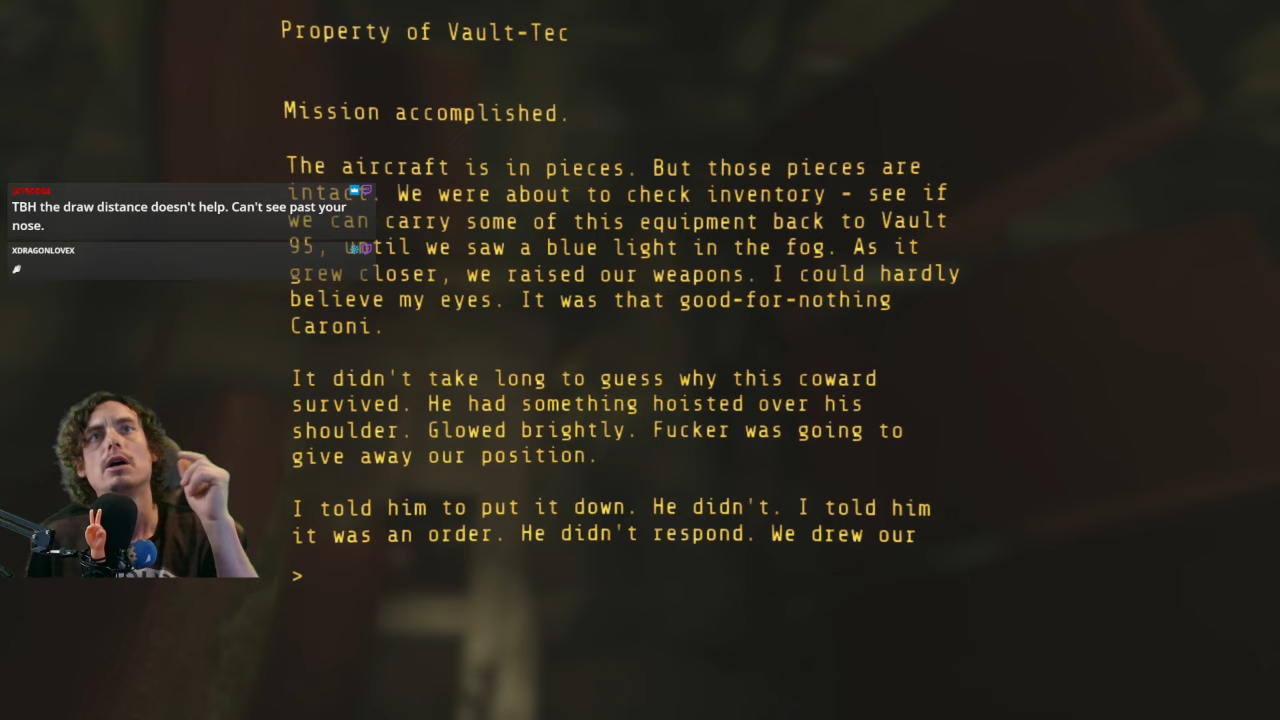 Property of Vault-Tec
Mission accomplished.
The aircraft is in pieces. But those pieces are
intact. We were about to check inventory - see if
we can carry some of this equipment back to Vault
95, until we saw a blue light in the fog. As it
grew closer, we raised our weapons. I could hardly
believe my eyes. It was that good-for-nothing
Caroni.
It didn't take long to guess why this coward
survived. He had something hoisted over his
shoulder. Glowed brightly. Fucker was going to
give away our position.
I told him to put it down. He didn't. I told him
it was an order. He didn't respond. We drew our
>
TBH the draw distance doesn't help. Can't see past your
nose.
XDRAGONLOVEX